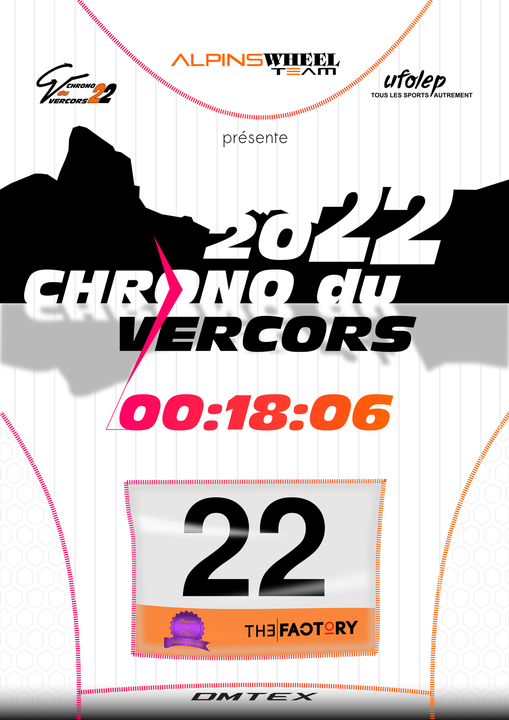 ALPINSWHEEL
TEAM
CHRONO
du
VERCORS 22
ufolep
TOUS LES SPORTS AUTREMENT
présente
2022
CHRONO du
VERCORS
00:18:06
22
THE FACTORY
DMTEX